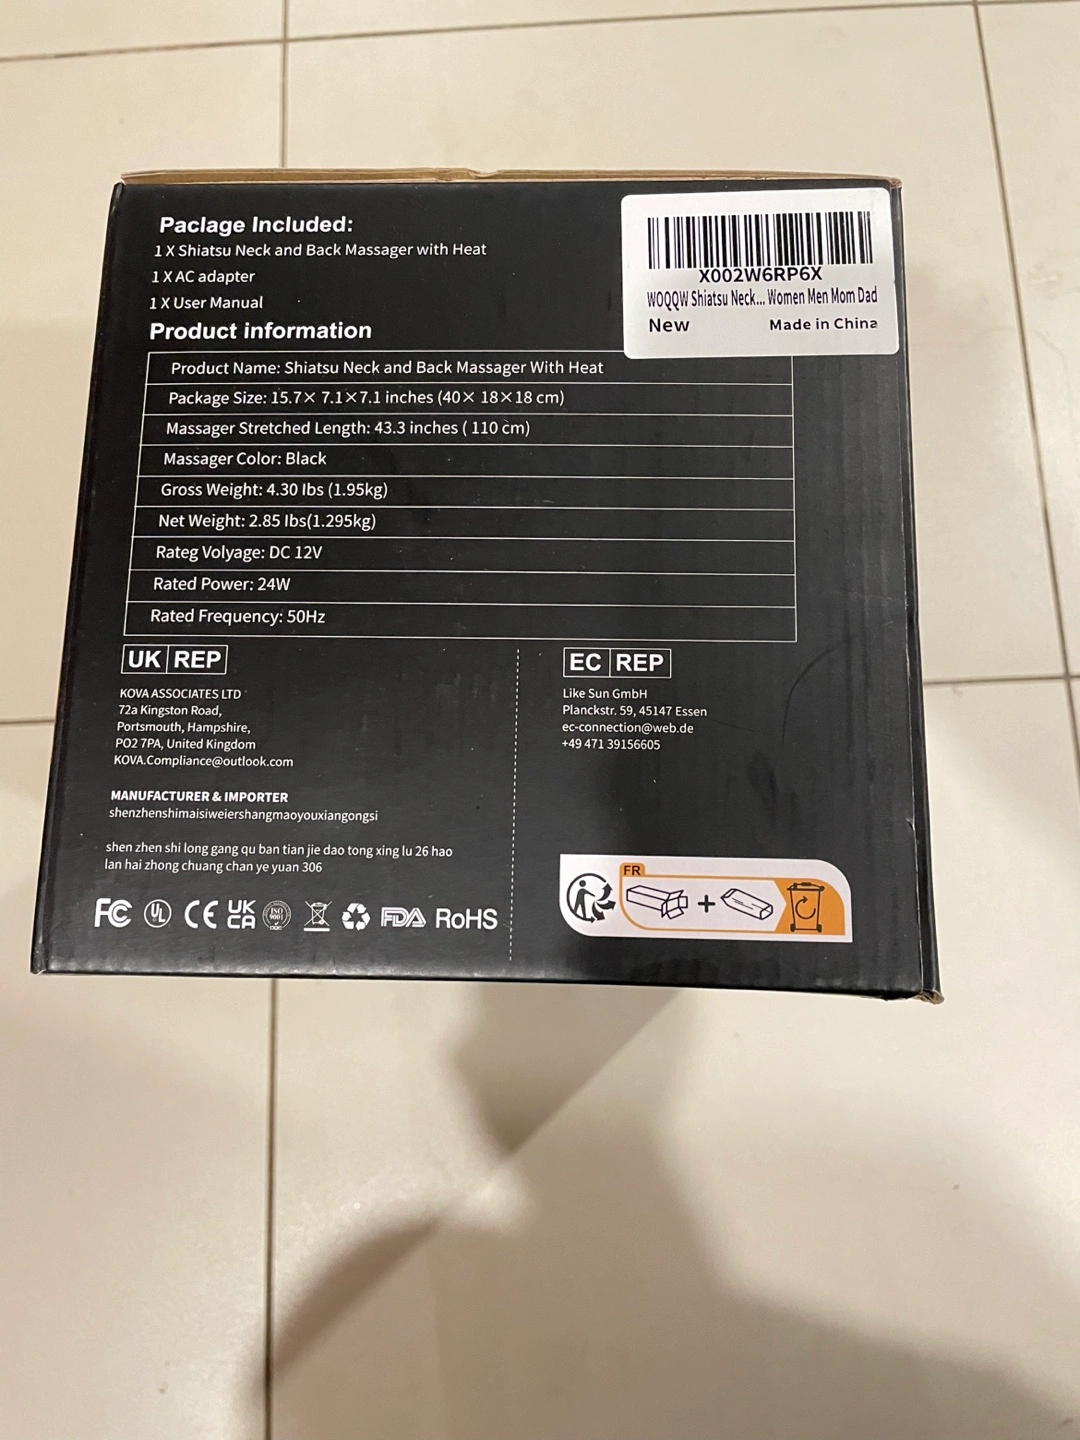 Paclage Included:
1 X Shiatsu Neck and Back Massager with Heat
1 X AC adapter
1 X User Manual
X002W6RP6X
WOQQW Shiatsu Neck... Women Men Mom Dad
New Made in China
Product information
Product Name: Shiatsu Neck and Back Massager With Heat
Package Size: 15.7× 7.1×7.1 inches (40× 18×18 cm)
Massager Stretched Length: 43.3 inches ( 110 cm)
Massager Color: Black
Gross Weight: 4.30 lbs (1.95kg)
Net Weight: 2.85 lbs(1.295kg)
Rateg Volyage: DC 12V
Rated Power: 24W
Rated Frequency: 50Hz
UK REP
KOVA ASSOCIATES LTD
72a Kingston Road,
Portsmouth, Hampshire,
PO2 7PA, United Kingdom
KOVA.Compliance@outlook.com
EC REP
Like Sun GmbH
Planckstr. 59, 45147 Essen
ec-connection@web.de
+49 471 39156605
MANUFACTURER & IMPORTER
shenzhenshimaisiweiershangmaoyouxiangongsi
shen zhen shi long gang qu ban tian jie dao tong xing lu 26 hao
lan hai zhong chuang chan ye yuan 306
FC UL CE UK CA ISO 9001 FDA RoHS
FR
+